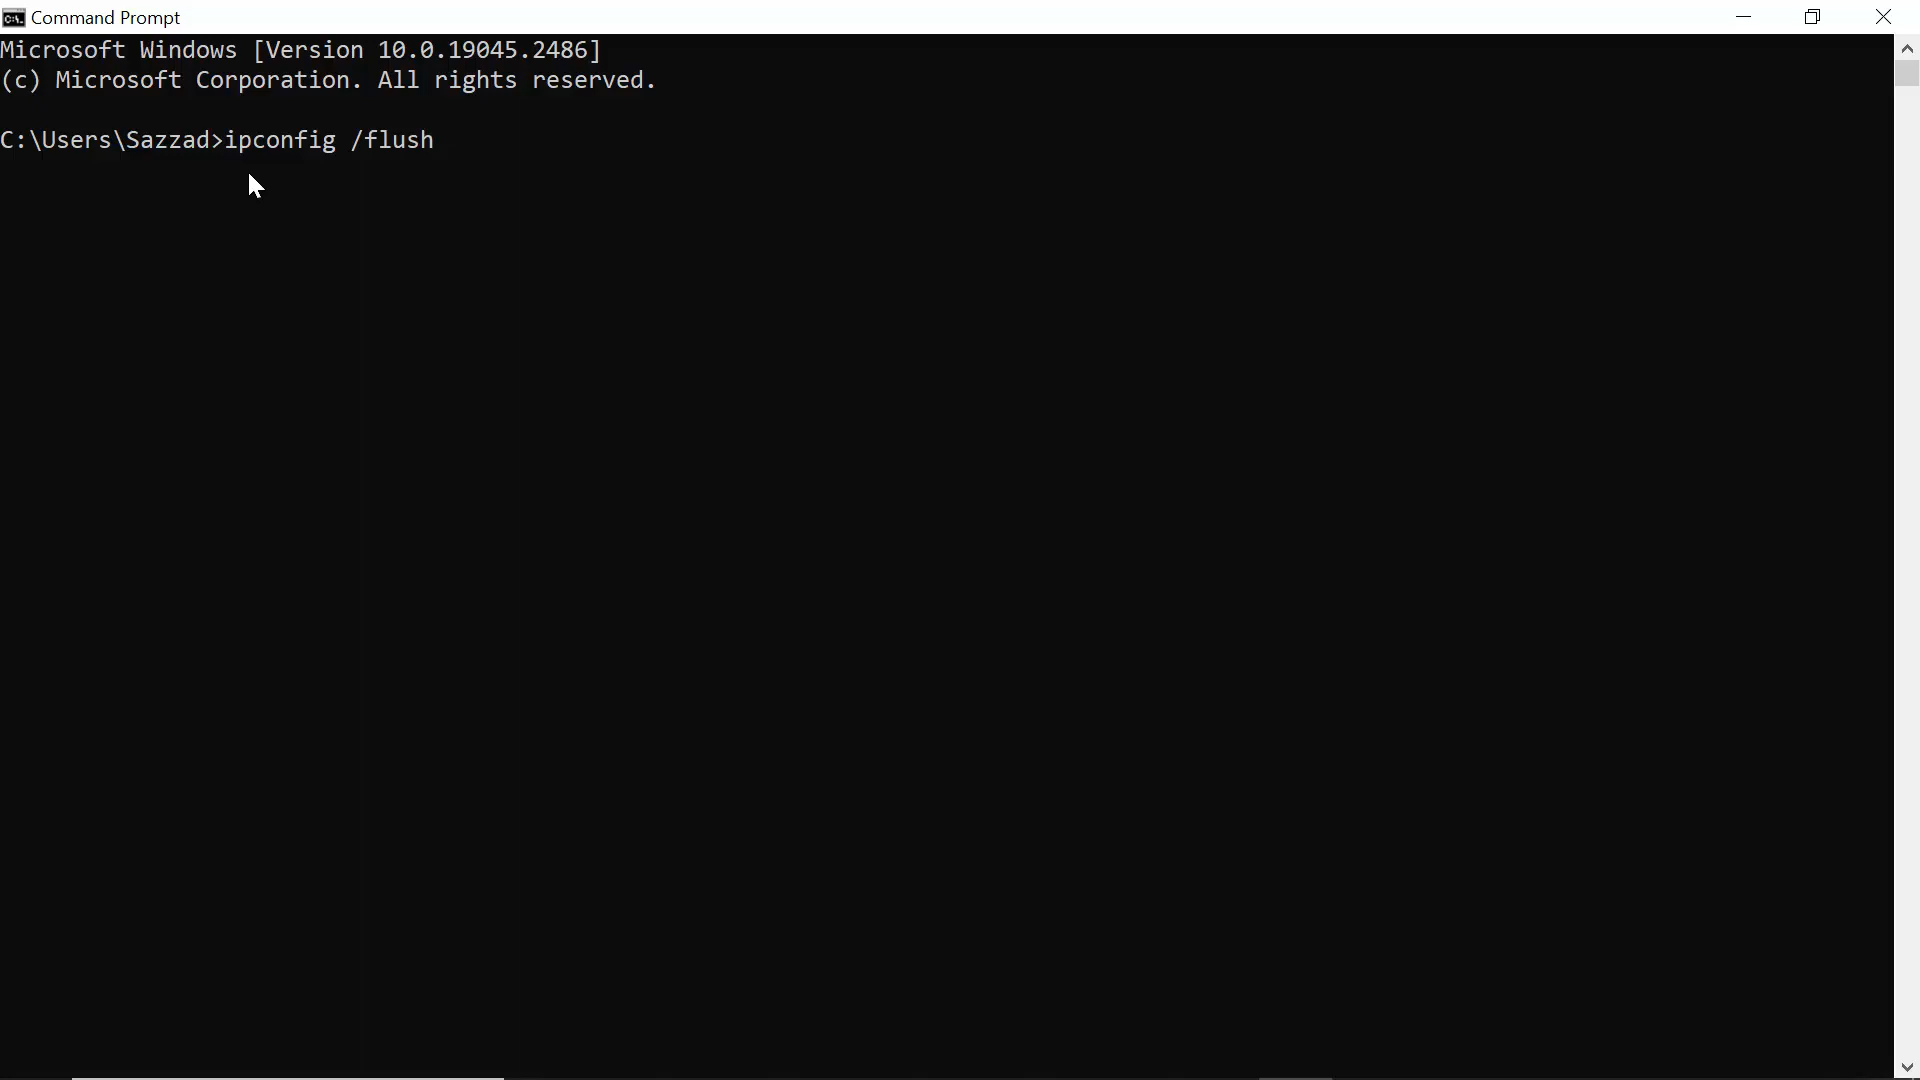 Command Prompt
Microsoft Windows [Version 10.0.19045.2486]
(c) Microsoft Corporation. All rights reserved.
C:\Users\Sazzad>ipconfig /flush